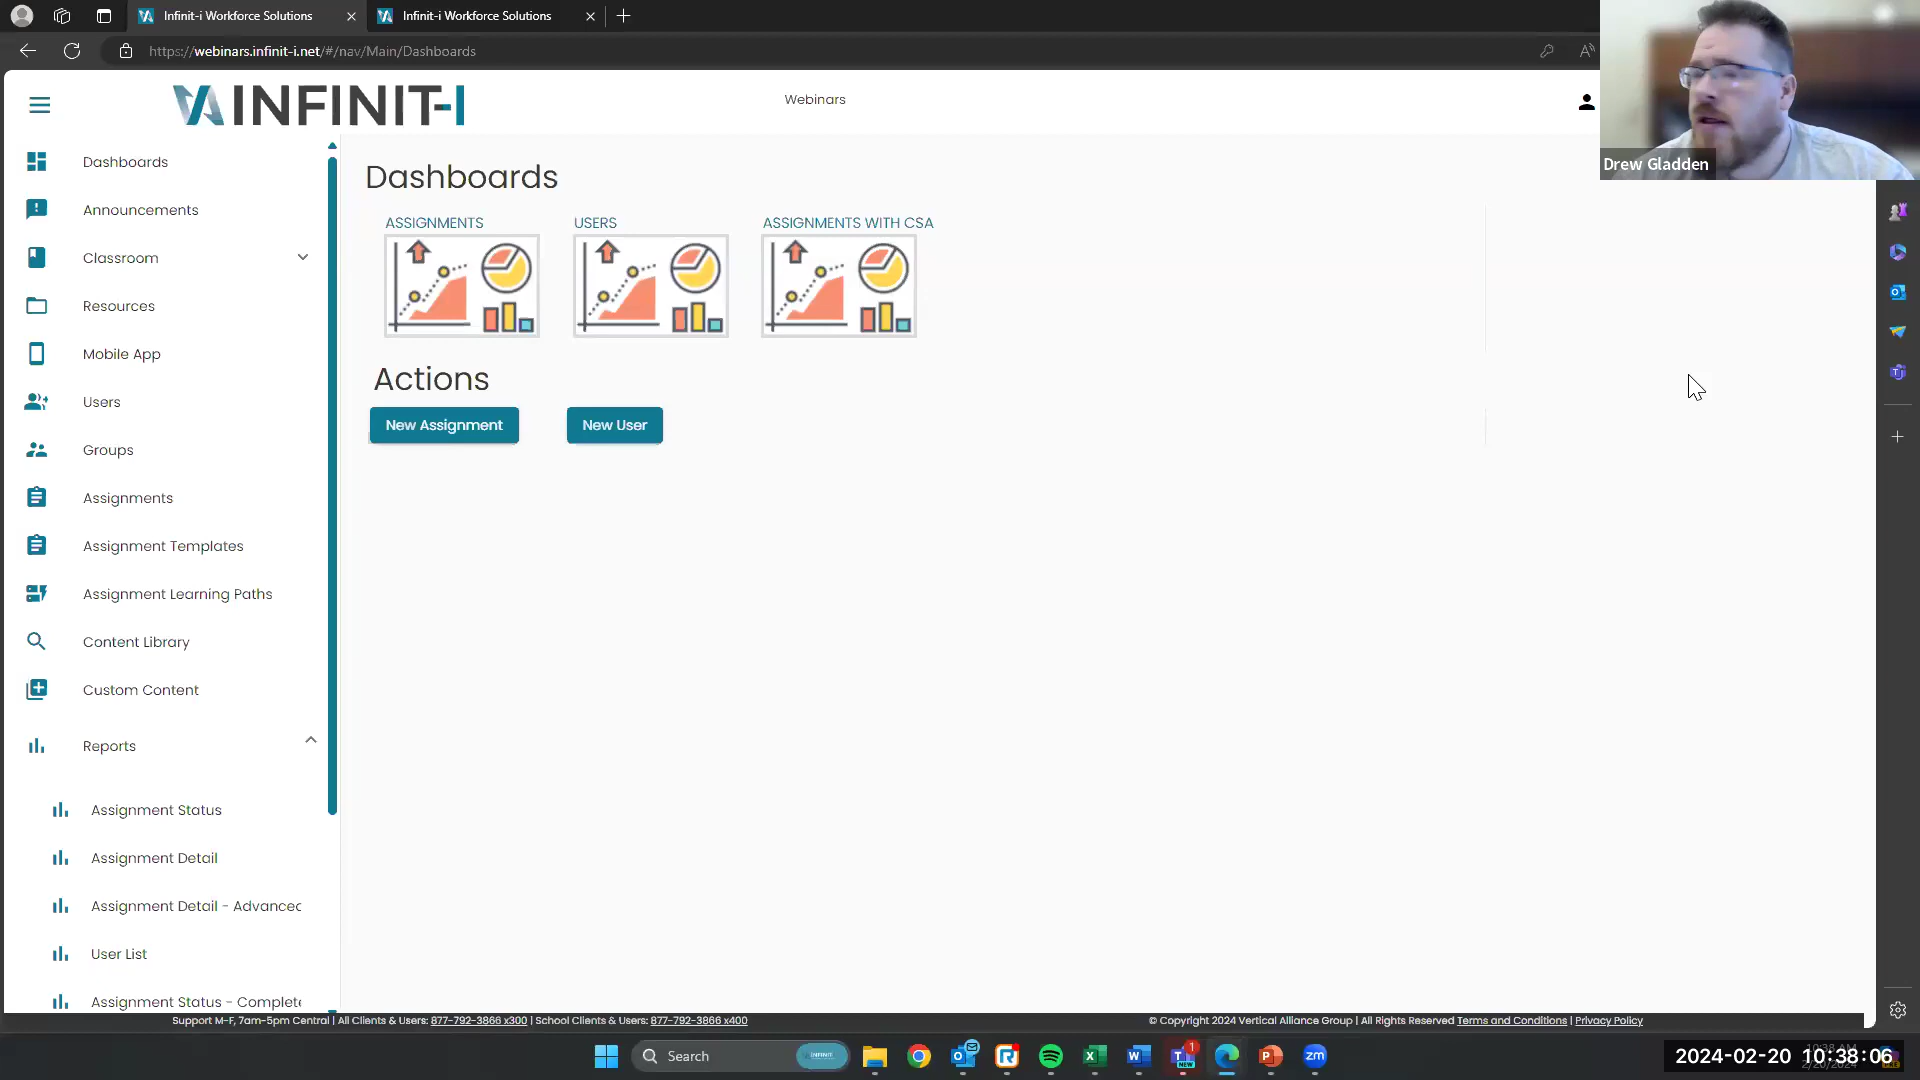 Infinit-i Workforce Solutions
Infinit-i Workforce Solutions
https://webinars.infinit-i.net/#/nav/Main/Dashboards
INFINIT-I
Webinars
Drew Gladden
Dashboards
Announcements
Classroom
Resources
Mobile App
Users
Groups
Assignments
Assignment Templates
Assignment Learning Paths
Content Library
Custom Content
Reports
Assignment Status
Assignment Detail
Assignment Detail - Advanced
User List
Assignment Status - Complete
Dashboards
ASSIGNMENTS
USERS
ASSIGNMENTS WITH CSA
Actions
New Assignment
New User
Support M-F, 7am-5pm Central | All Clients & Users: 877-792-3866 x300 | School Clients & Users: 877-792-3866 x400
© Copyright 2024 Vertical Alliance Group | All Rights Reserved Terms and Conditions | Privacy Policy
Search
2024-02-20 10:38:06